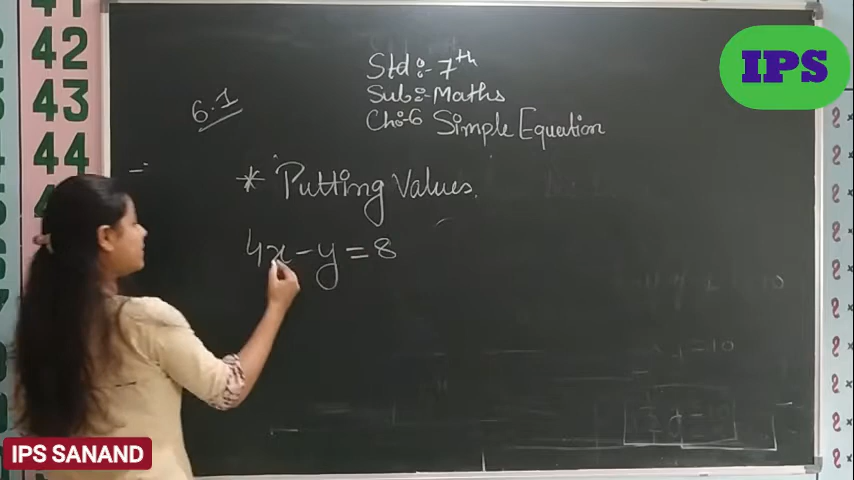 41
42
43
44
IPS
Std :- 7th
Sub :- Maths
Ch:-6 Simple Equation
6.1
* Putting Values.
4x - y = 8
IPS SANAND